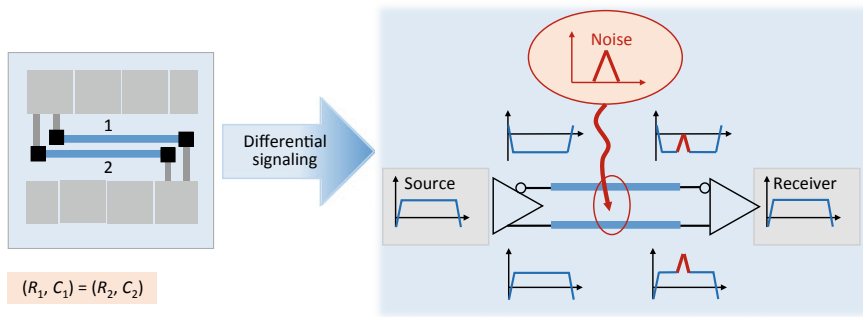 1
2
(R₁, C₁) = (R₂, C₂)
Differential
signaling
Noise
Source
Receiver